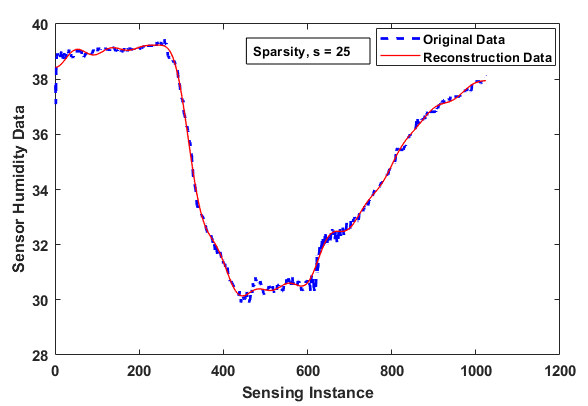 40
38
36
34
32
30
28
0
200
400
600
800
1000
1200
Sensor Humidity Data
Sensing Instance
Sparsity, s = 25
Original Data
Reconstruction Data